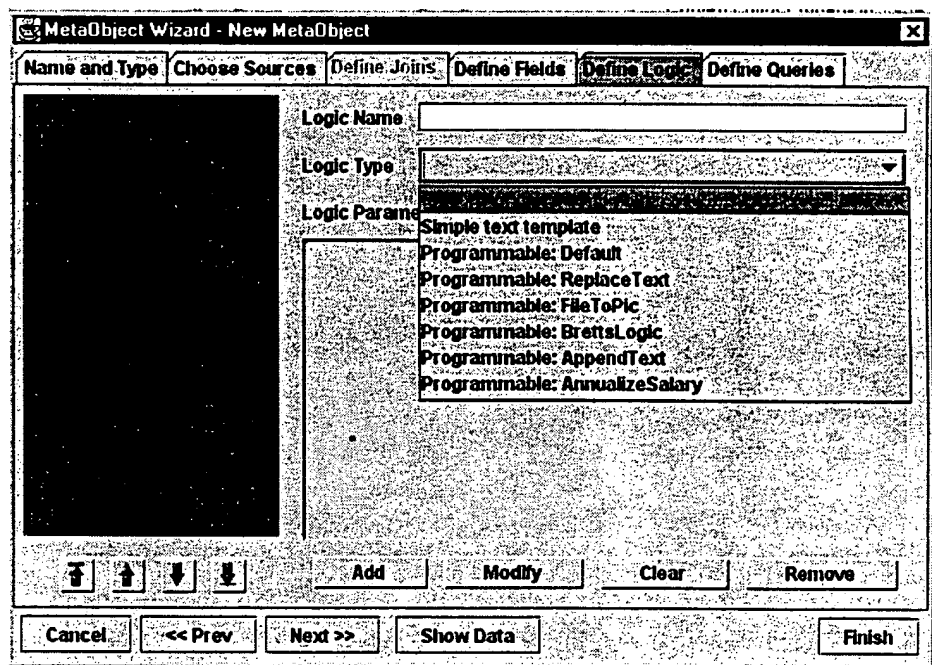 MetaObject Wizard - New MetaObject
Name and Type Choose Sources Define Joins Define Fields Define Logic Define Queries
Logic Name
Logic Type
Logic Parame
Simple text template
Programmable: Default
Programmable: ReplaceText
Programmable: FileToPic
Programmable: BrettsLogic
Programmable: AppendText
Programmable: AnnualizeSalary
Add Modify Clear Remove
Cancel << Prev Next >> Show Data Finish